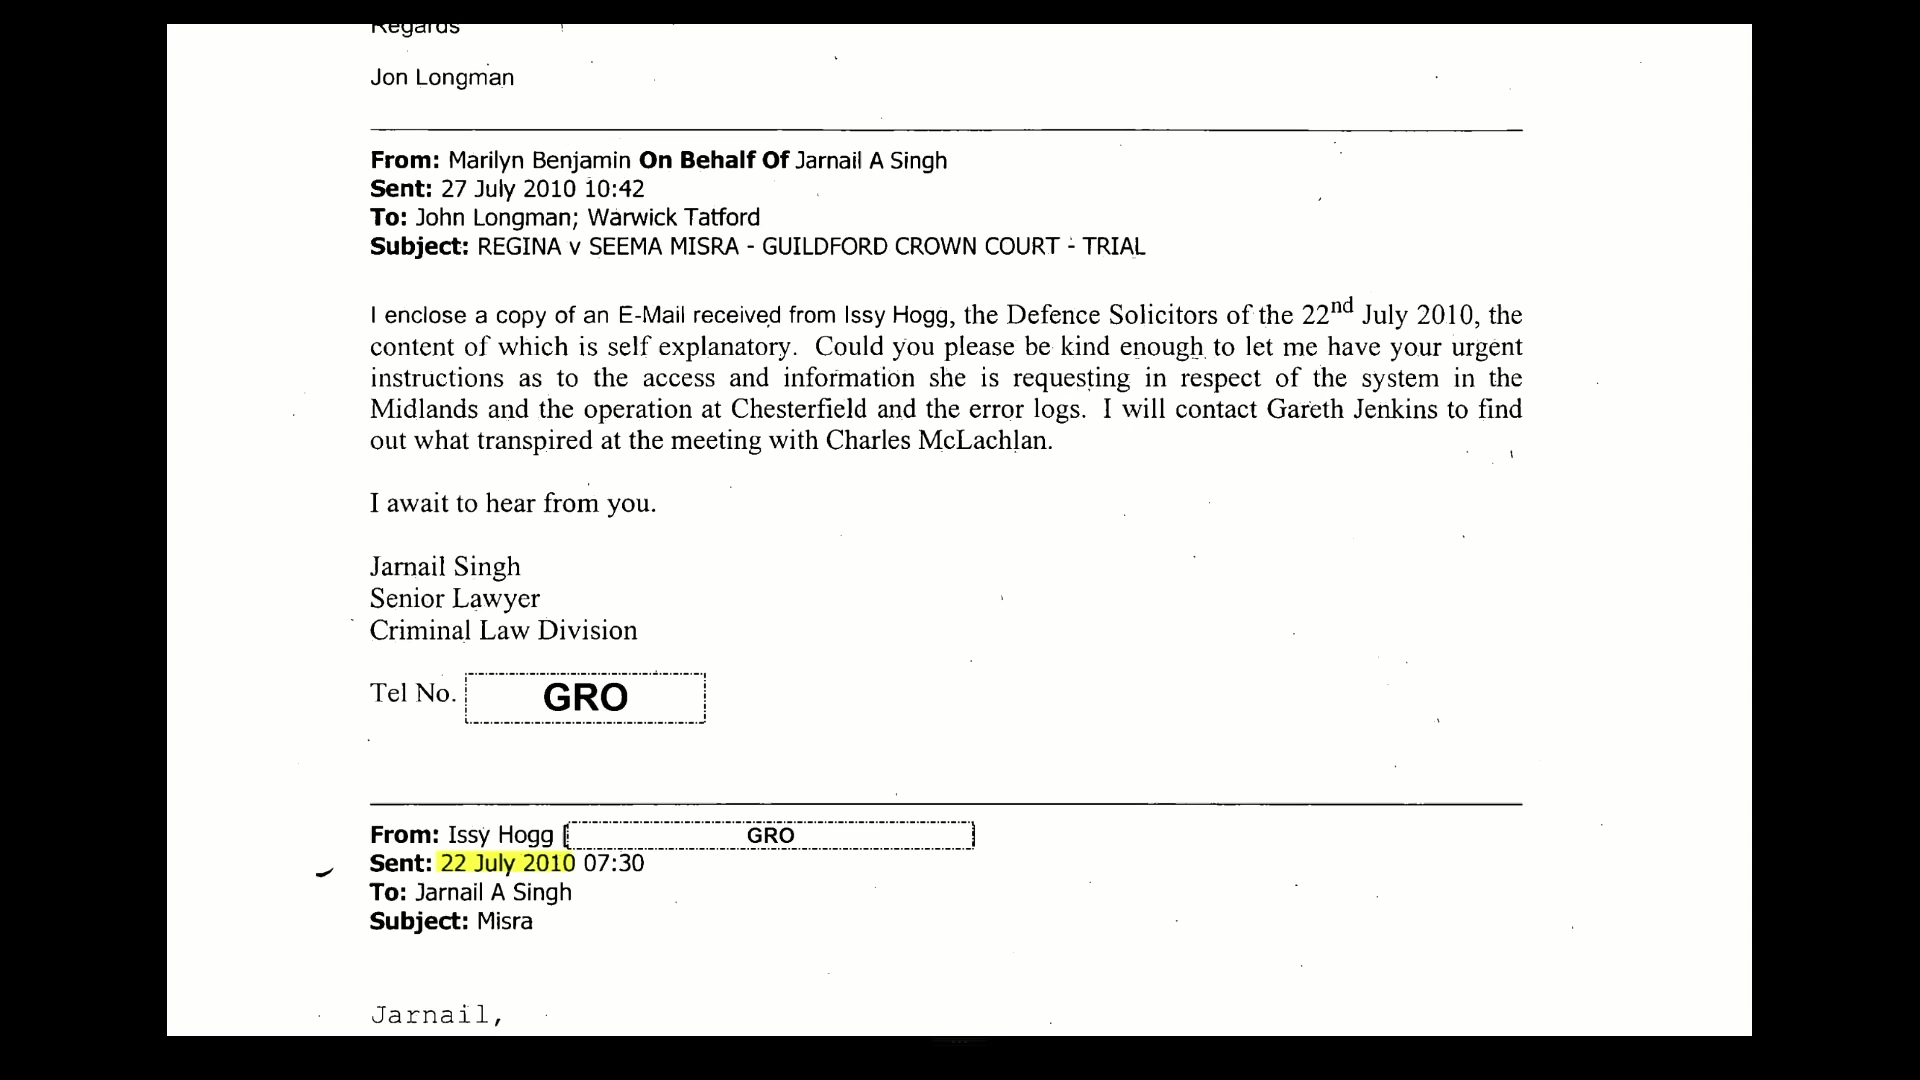 Regards
Jon Longman
From: Marilyn Benjamin On Behalf Of Jarnail A Singh
Sent: 27 July 2010 10:42
To: John Longman; Warwick Tatford
Subject: REGINA v SEEMA MISRA - GUILDFORD CROWN COURT - TRIAL
I enclose a copy of an E-Mail received from Issy Hogg, the Defence Solicitors of the 22nd July 2010, the
content of which is self explanatory. Could you please be kind enough to let me have your urgent
instructions as to the access and information she is requesting in respect of the system in the
Midlands and the operation at Chesterfield and the error logs. I will contact Gareth Jenkins to find
out what transpired at the meeting with Charles McLachlan.
I await to hear from you.
Jarnail Singh
Senior Lawyer
Criminal Law Division
Tel No. GRO
From: Issy Hogg [GRO]
Sent: 22 July 2010 07:30
To: Jarnail A Singh
Subject: Misra
Jarnail,